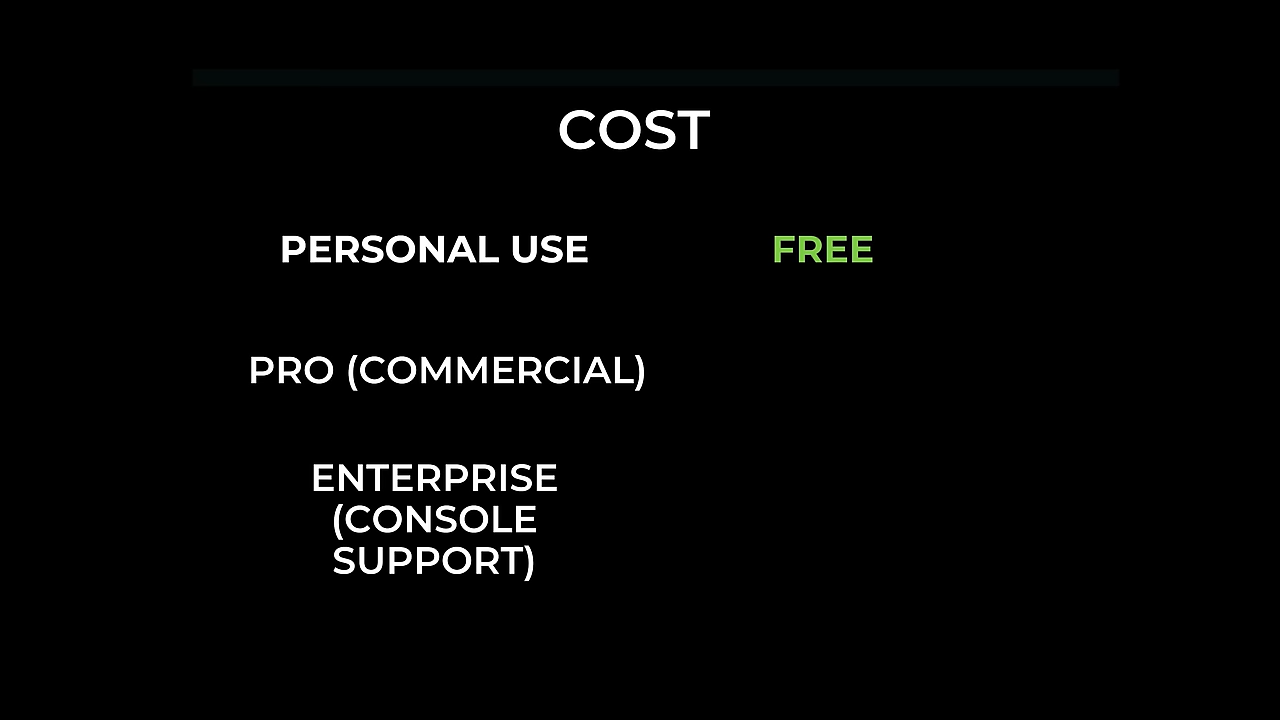 COST
PERSONAL USE FREE
PRO (COMMERCIAL)
ENTERPRISE
(CONSOLE
SUPPORT)